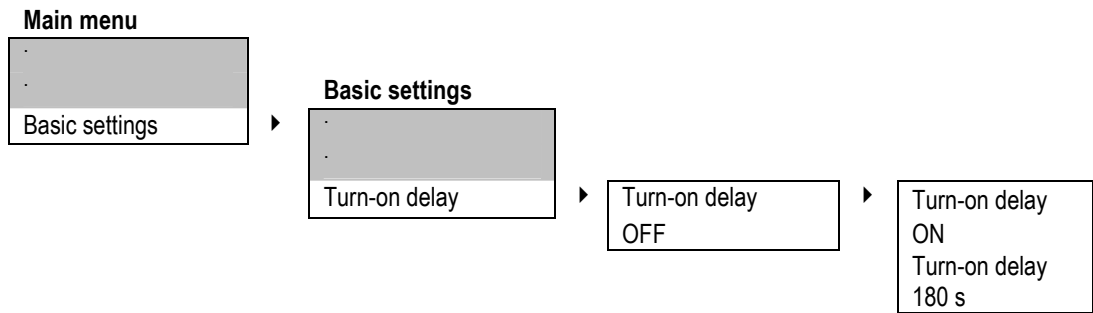 Main menu
.
.
Basic settings
Basic settings
.
.
Turn-on delay
Turn-on delay
OFF
Turn-on delay
ON
Turn-on delay
180 s